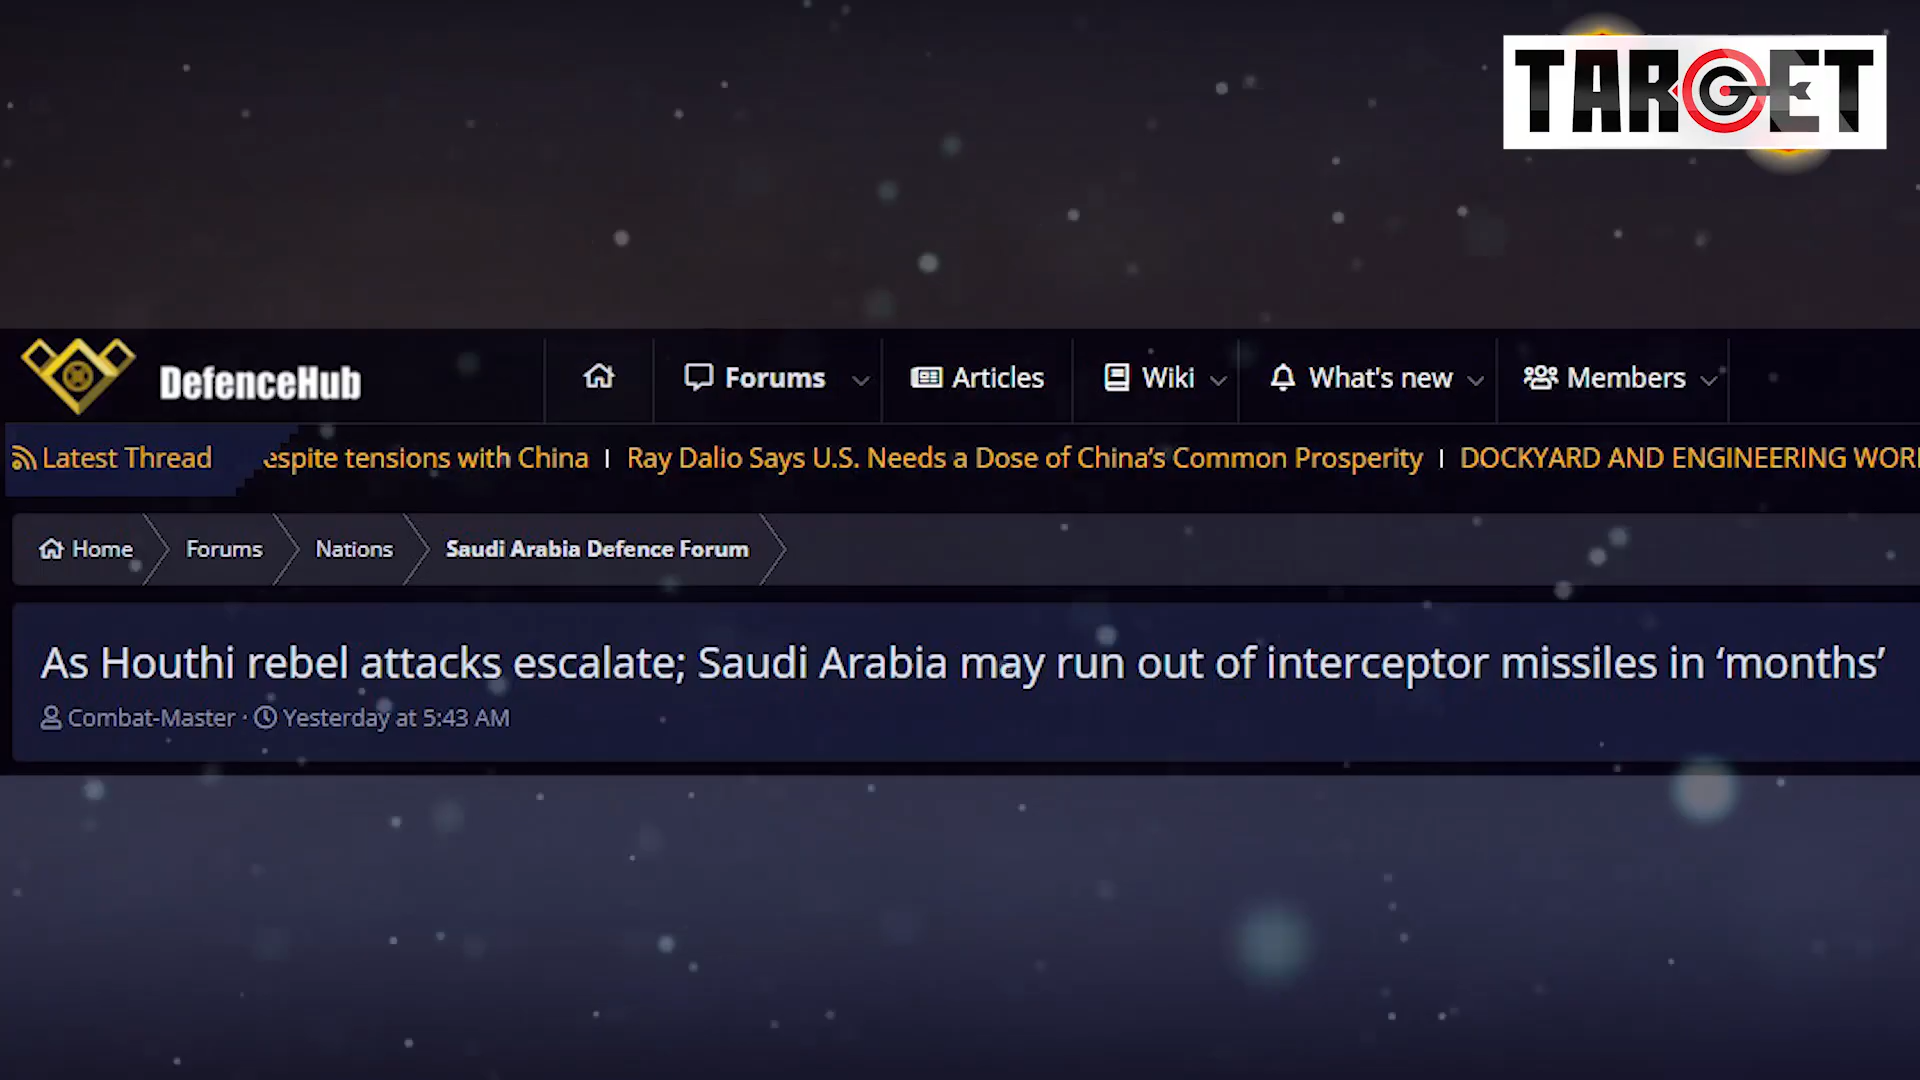 TARGET
DefenceHub
Forums
Articles
Wiki
What's new
Members
Latest Thread
espite tensions with China | Ray Dalio Says U.S. Needs a Dose of China's Common Prosperity | DOCKYARD AND ENGINEERING WOR
Home
Forums
Nations
Saudi Arabia Defence Forum
As Houthi rebel attacks escalate; Saudi Arabia may run out of interceptor missiles in ‘months’
Combat-Master · Yesterday at 5:43 AM